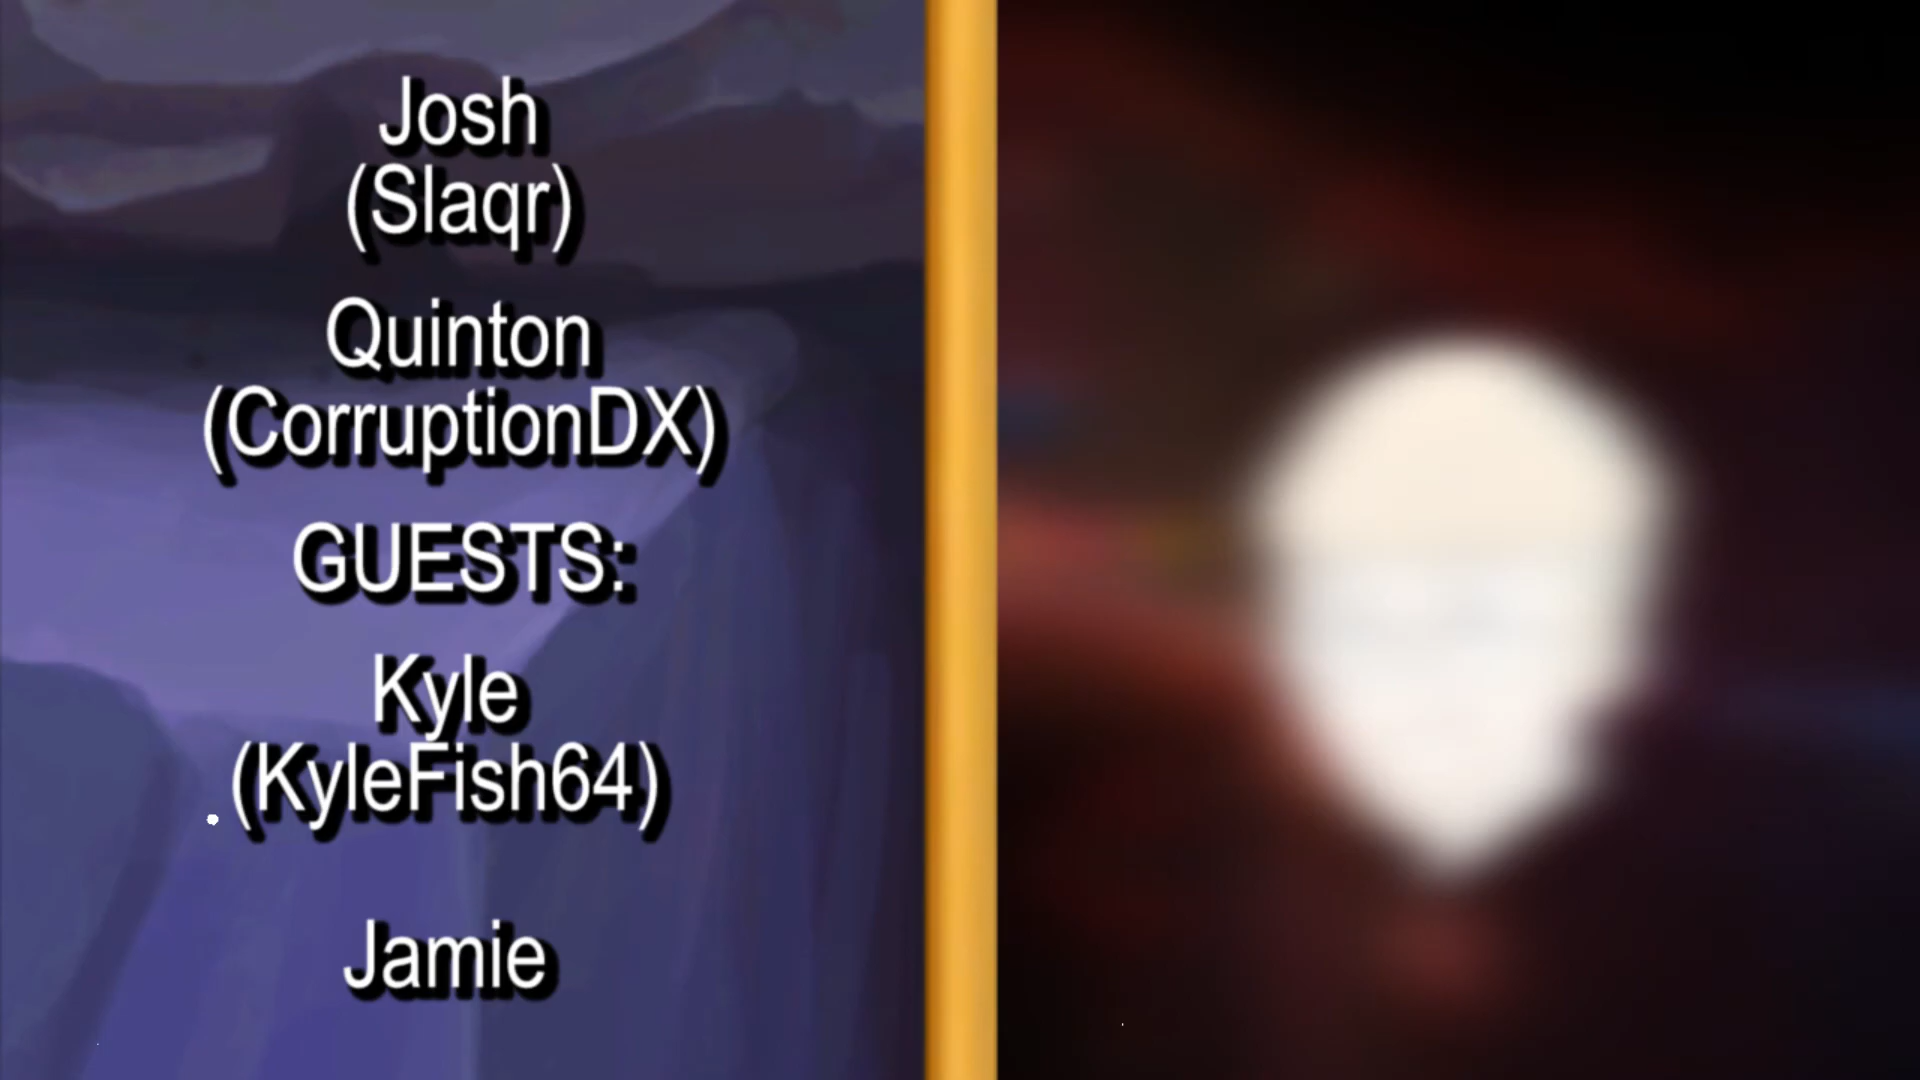 Josh
(Slaqr)
Quinton
(CorruptionDX)
GUESTS:
Kyle
(KyleFish64)
Jamie